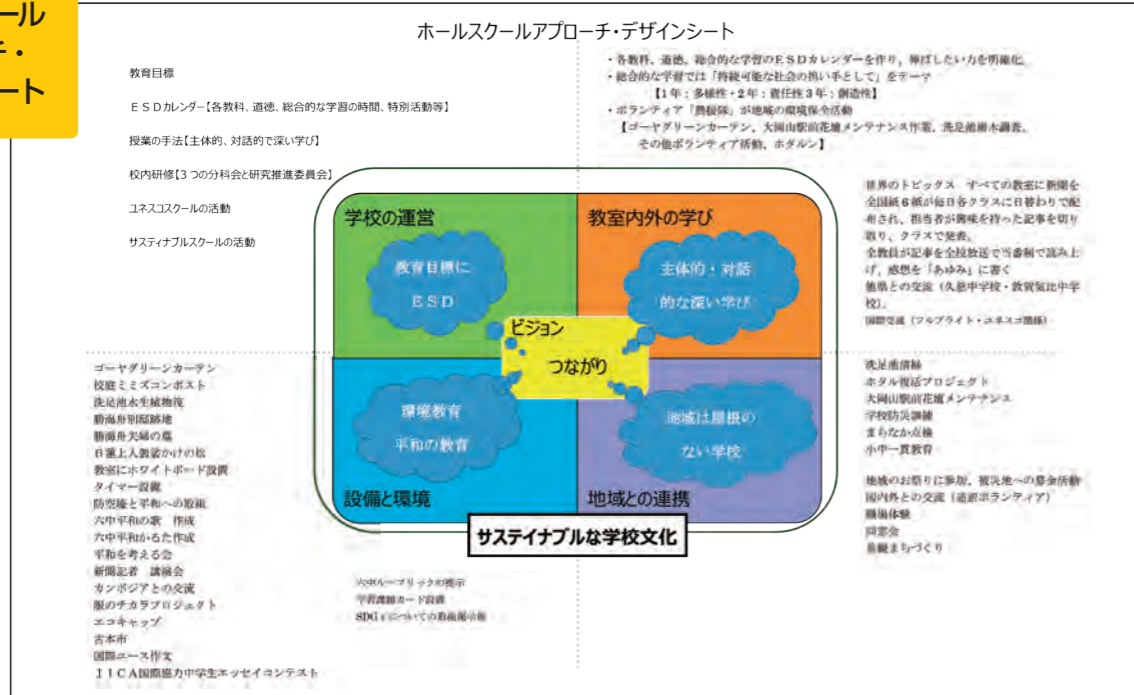 ール
チ・
ート
ホールスクールアプローチ・デザインシート
教育目標
ESDカレンダー【各教科、道徳、総合的な学習の時間、特別活動等】
授業の手法【主体的、対話的で深い学び】
校内研修【3つの分科会と研究推進委員会】
ユネスコスクールの活動
サスティナブルスクールの活動
・各教科、道徳、総合的な学習のESDカレンダーを作り、伸ばしたい力を明確化
・総合的な学習では「持続可能な社会の担い手として」をテーマ
【1年:多様性・2年:責任性3年:創造性】
・ボランティア「農援隊」が地域の環境保全活動
【ゴーヤグリーンカーテン、大岡山駅前花壇メンテナンス作業、洗足池樹木調査、
その他ボランティア活動、ホタルン】
世界のトピックス すべての教室に新聞を
全国紙6紙が毎日各クラスに日替わりで配
布され、担当者が興味を持った記事を切り
取り、クラスで発表。
全教員が記事を全校放送で当番制で読み上
げ、感想を「あゆみ」に書く
他県との交流(久慈中学校・敦賀気比中学
校)。
国際交流(フルブライト・ユネスコ関係)
学校の運営
教育目標に
ESD
教室内外の学び
主体的・対話
的な深い学び
ビジョン
つながり
環境教育
平和の教育
設備と環境
地域は屋根の
ない学校
地域との連携
サステイナブルな学校文化
ゴーヤグリーンカーテン
校庭ミミズコンポスト
洗足池水生植物復
勝海舟別邸跡地
勝海舟夫婦の墓
日蓮上人袈裟かけの松
教室にホワイトボード設置
タイマー設置
防空壕と平和への取組
六中平和の歌 作成
六中平和かるた作成
平和を考える会
新聞記者 講演会
カンボジアとの交流
服のチカラプロジェクト
エコキャップ
古本市
国際ユース作文
JICA国際協力中学生エッセイコンテスト
六中ルーブリックの掲示
学習課題カード設置
SDGsについての取組掲示板
洗足池清掃
ホタル復活プロジェクト
大岡山駅前花壇メンテナンス
学校防災訓練
まちなか点検
小中一貫教育
地域のお祭りに参加、被災地への募金活動
国内外との交流(通訳ボランティア)
職場体験
同窓会
景観まちづくり